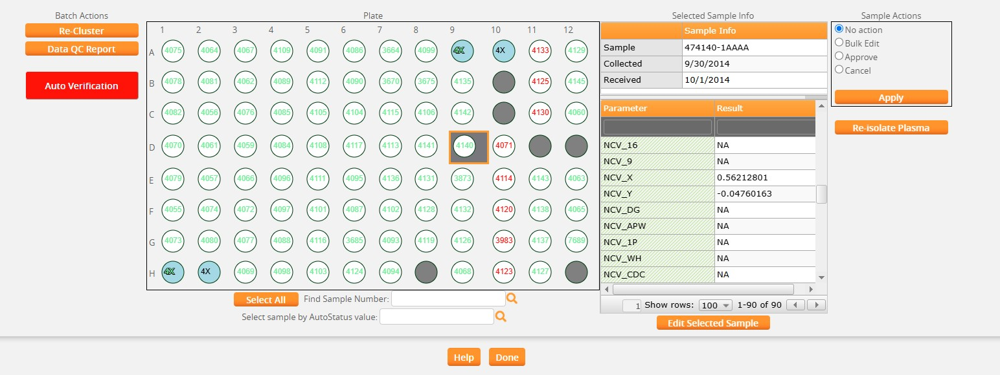 Batch Actions Plate Selected Sample Info Sample Actions
Re-Cluster
Data QC Report
Auto Verification
1 2 3 4 5 6 7 8 9 10 11 12
A 4075 4064 4067 4109 4091 4086 3664 4099 4X 4X 4133 4129
B 4078 4081 4062 4089 4112 4090 3670 3675 4135 4125 4145
C 4082 4056 4076 4085 4105 4104 4115 4106 4142 4130 4060
D 4070 4061 4059 4084 4108 4117 4113 4141 4140 4071
E 4079 4057 4066 4096 4111 4095 4136 4131 3873 4114 4143 4063
F 4055 4074 4072 4097 4101 4087 4102 4128 4132 4120 4138 4065
G 4073 4080 4077 4088 4116 3685 4093 4119 4126 3983 4137 7689
H 4X 4X 4069 4098 4103 4124 4094 4068 4123 4127
Select All Find Sample Number:
Select sample by AutoStatus value:
Sample Info
Sample 474140-1AAAA
Collected 9/30/2014
Received 10/1/2014
Parameter Result
NCV_16 NA
NCV_9 NA
NCV_X 0.56212801
NCV_Y -0.04760163
NCV_DG NA
NCV_APW NA
NCV_1P NA
NCV_WH NA
NCV_CDC NA
1 Show rows: 100 1-90 of 90
Edit Selected Sample
No action
Bulk Edit
Approve
Cancel
Apply
Re-isolate Plasma
Help Done